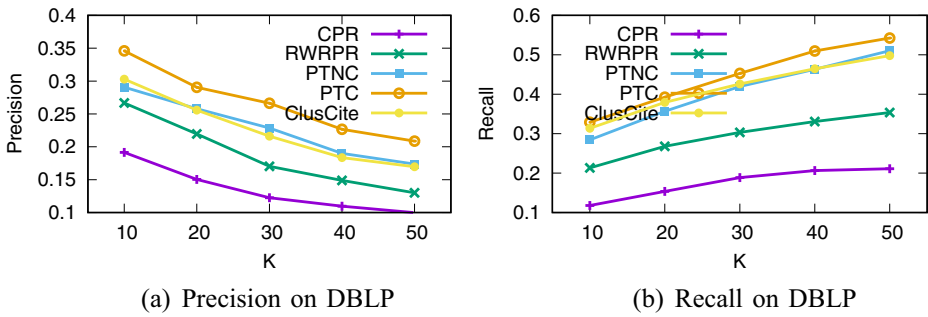 0.4
0.35
0.3
0.25
0.2
0.15
0.1
Precision
10 20 30 40 50
K
CPR
RWRPR
PTNC
PTC
ClusCite
(a) Precision on DBLP
0.6
0.5
0.4
0.3
0.2
0.1
Recall
10 20 30 40 50
K
CPR
RWRPR
PTNC
PTC
ClusCite
(b) Recall on DBLP